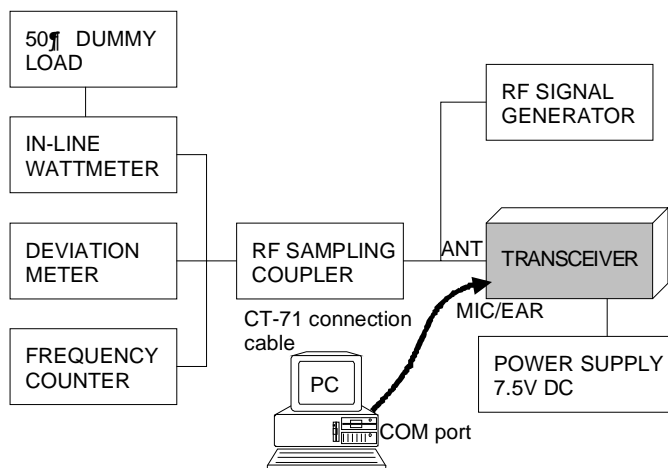 50¶ DUMMY
LOAD
RF SIGNAL
GENERATOR
IN-LINE
WATTMETER
DEVIATION
METER
RF SAMPLING
COUPLER
ANT
TRANSCEIVER
MIC/EAR
CT-71 connection
cable
FREQUENCY
COUNTER
PC
POWER SUPPLY
7.5V DC
COM port